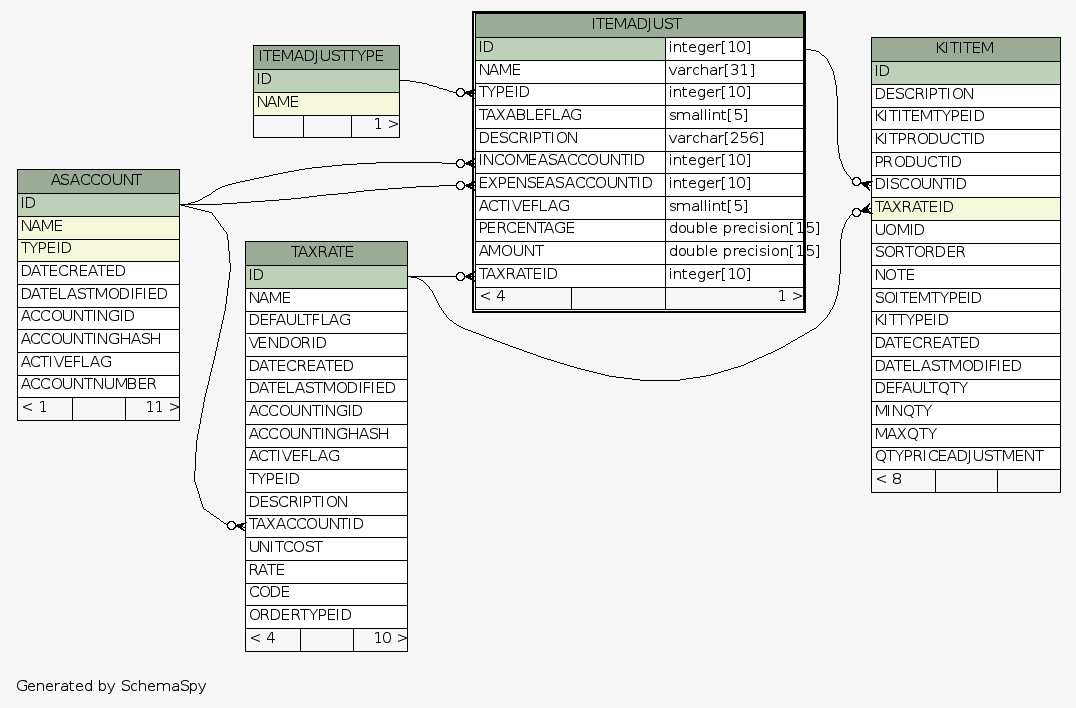 ITEMADJUSTTYPE
ID
NAME
1 >
ITEMADJUST
ID integer[10]
NAME varchar[31]
TYPEID integer[10]
TAXABLEFLAG smallint[5]
DESCRIPTION varchar[256]
INCOMEASACCOUNTID integer[10]
EXPENSEASACCOUNTID integer[10]
ACTIVEFLAG smallint[5]
PERCENTAGE double precision[15]
AMOUNT double precision[15]
TAXRATEID integer[10]
< 4 1 >
KITITEM
ID
DESCRIPTION
KITITEMTYPEID
KITPRODUCTID
PRODUCTID
DISCOUNTID
TAXRATEID
UOMID
SORTORDER
NOTE
SOITEMTYPEID
KITTYPEID
DATECREATED
DATELASTMODIFIED
DEFAULTQTY
MINQTY
MAXQTY
QTYPRICEADJUSTMENT
< 8
ASACCOUNT
ID
NAME
TYPEID
DATECREATED
DATELASTMODIFIED
ACCOUNTINGID
ACCOUNTINGHASH
ACTIVEFLAG
ACCOUNTNUMBER
< 1 11 >
TAXRATE
ID
NAME
DEFAULTFLAG
VENDORID
DATECREATED
DATELASTMODIFIED
ACCOUNTINGID
ACCOUNTINGHASH
ACTIVEFLAG
TYPEID
DESCRIPTION
TAXACCOUNTID
UNITCOST
RATE
CODE
ORDERTYPEID
< 4 10 >
Generated by SchemaSpy